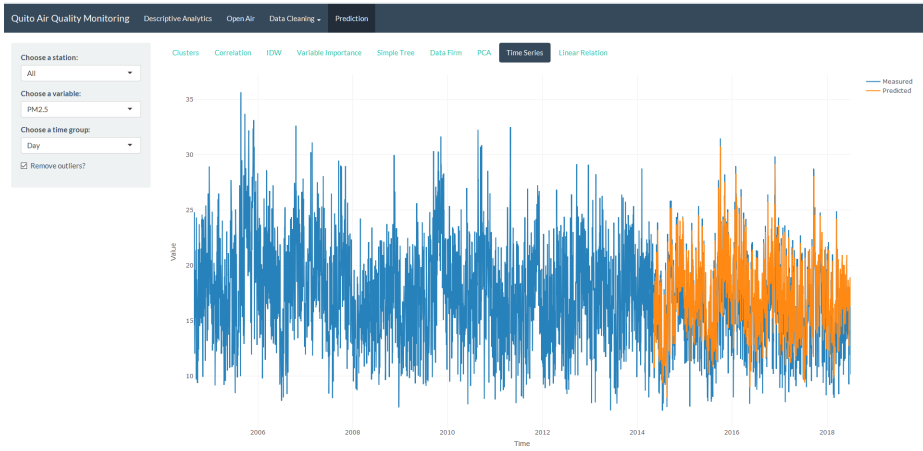 Quito Air Quality Monitoring Descriptive Analytics Open Air Data Cleaning Prediction
Choose a station:
All
Choose a variable:
PM2.5
Choose a time group:
Day
Remove outliers?
Clusters Correlation IDW Variable Importance Simple Tree Data Firm PCA Time Series Linear Relation
Measured
Predicted
35
30
25
20
15
10
Value
2006 2008 2010 2012 2014 2016 2018
Time